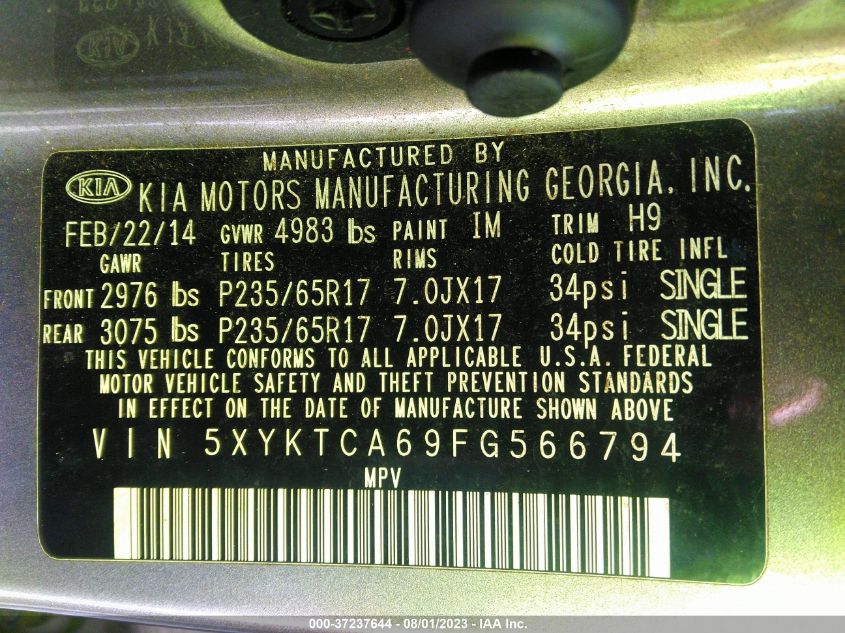 MANUFACTURED BY
KIA KIA MOTORS MANUFACTURING GEORGIA, INC.
FEB/22/14 GVWR 4983 lbs PAINT IM TRIM H9
GAWR TIRES RIMS COLD TIRE INFL
FRONT 2976 lbs P235/65R17 7.0JX17 34psi SINGLE
REAR 3075 lbs P235/65R17 7.0JX17 34psi SINGLE
THIS VEHICLE CONFORMS TO ALL APPLICABLE U.S.A. FEDERAL
MOTOR VEHICLE SAFETY AND THEFT PREVENTION STANDARDS
IN EFFECT ON THE DATE OF MANUFACTURE SHOWN ABOVE.
VIN 5XYKTCA69FG566794
MPV
000-37237644 - 08/01/2023 - IAA Inc.